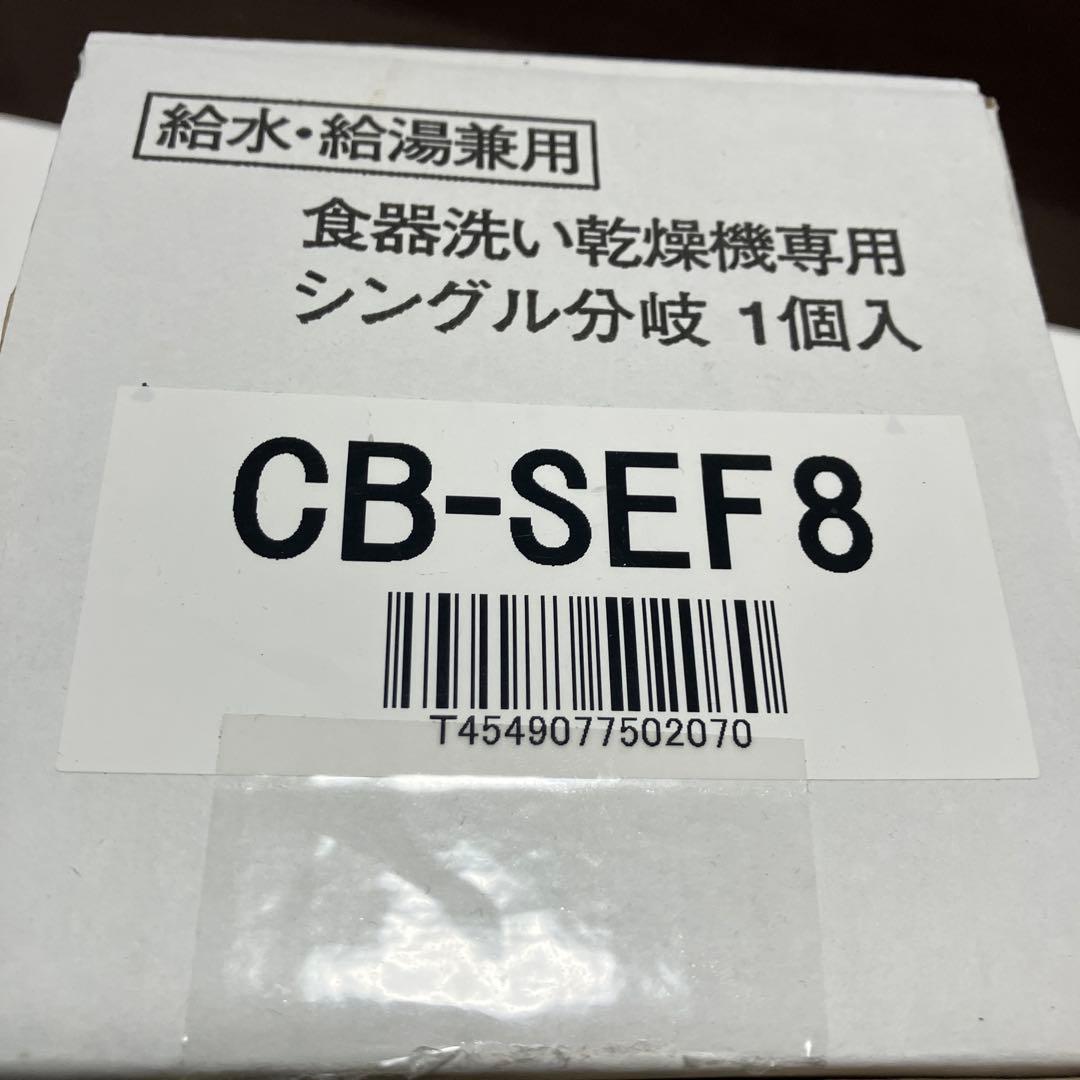 給水・給湯兼用
食器洗い乾燥機専用
シングル分岐 1個入
CB-SEF8
T4549077502070